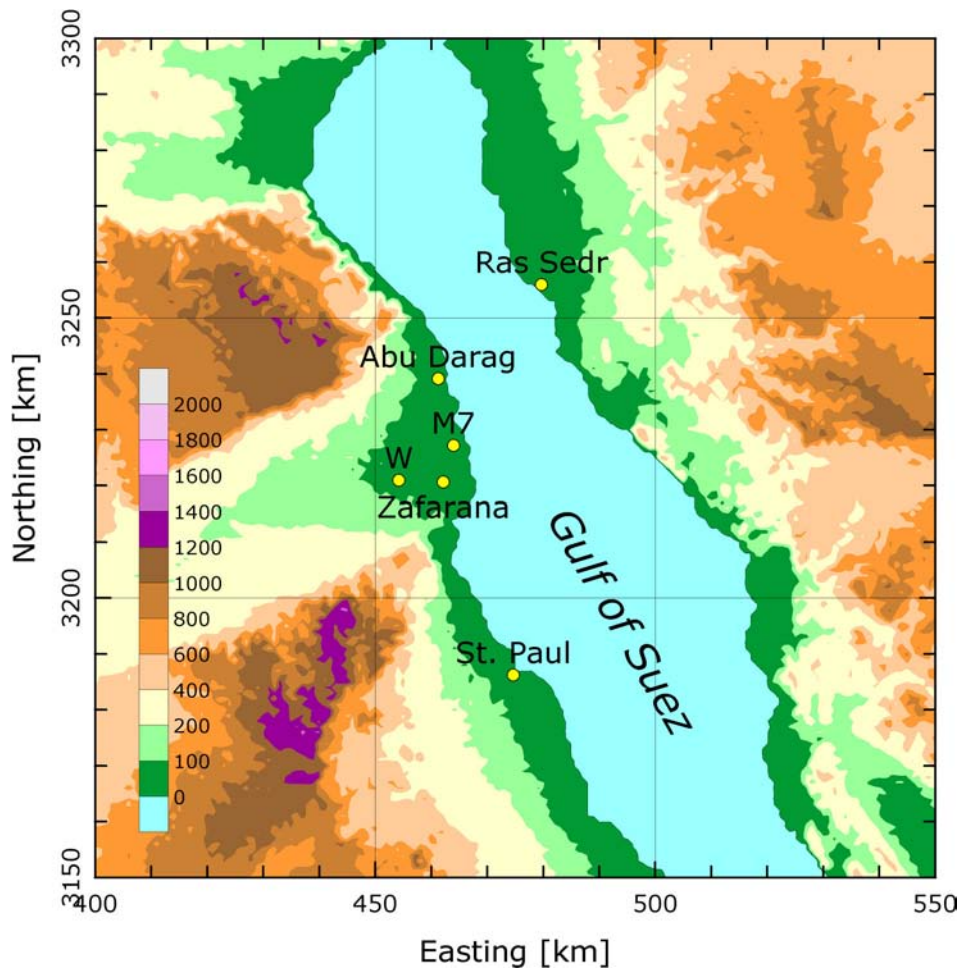 3300
3250
3200
3150
Northing [km]
Ras Sedr
Abu Darag
M7
W
Zafarana
St. Paul
Gulf of Suez
2000
1800
1600
1400
1200
1000
800
600
400
200
100
0
400
450
500
550
Easting [km]